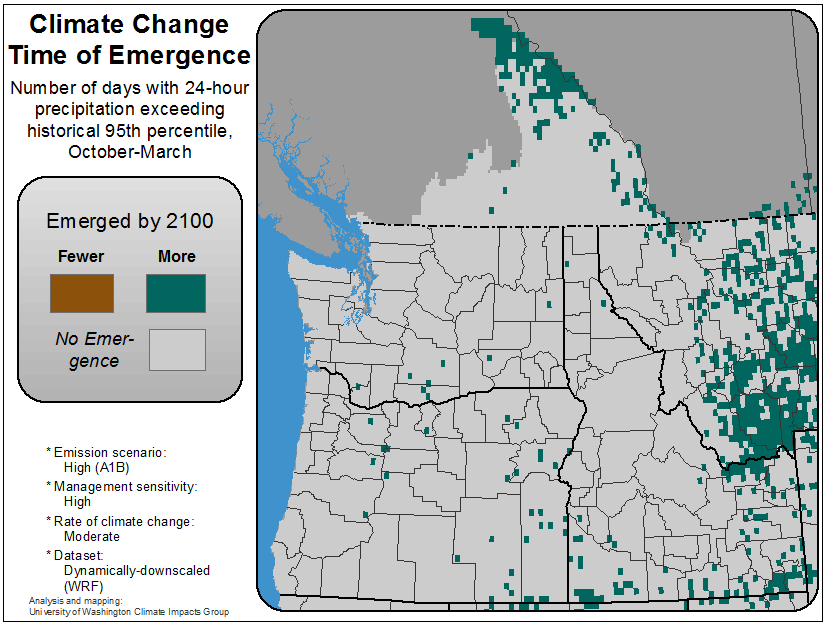 Climate Change
Time of Emergence
Number of days with 24-hour
precipitation exceeding
historical 95th percentile,
October-March
Emerged by 2100
Fewer
More
No Emer-
gence
* Emission scenario:
High (A1B)
* Management sensitivity:
High
* Rate of climate change:
Moderate
* Dataset:
Dynamically-downscaled
(WRF)
Analysis and mapping:
University of Washington Climate Impacts Group